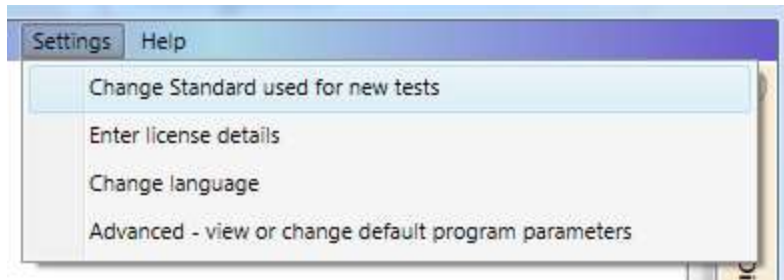 Settings Help
Change Standard used for new tests
Enter license details
Change language
Advanced - view or change default program parameters